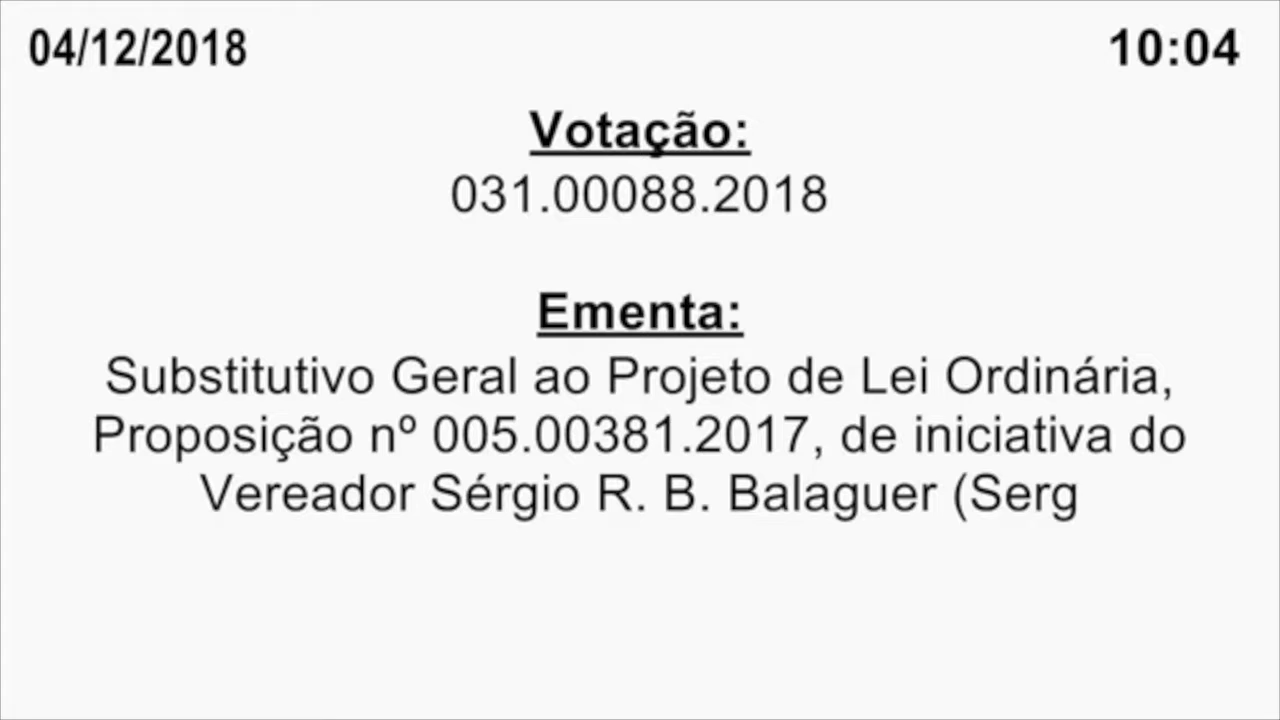 04/12/2018 10:04
Votação:
031.00088.2018
Ementa:
Substitutivo Geral ao Projeto de Lei Ordinária,
Proposição nº 005.00381.2017, de iniciativa do
Vereador Sérgio R. B. Balaguer (Serg